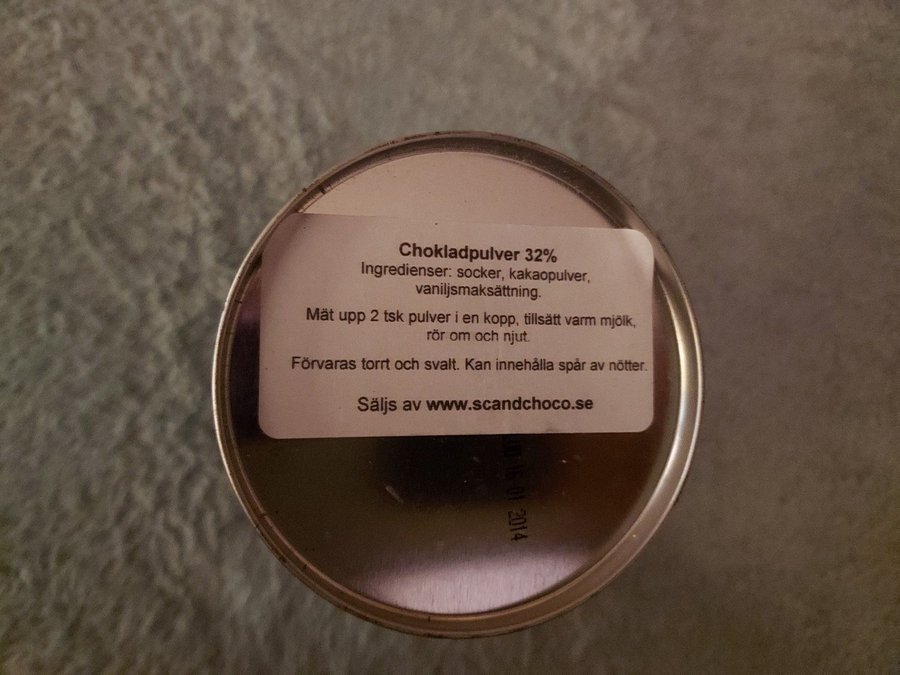 Chokladpulver 32%
Ingredienser: socker, kakaopulver,
vaniljsmaksättning.
Mät upp 2 tsk pulver i en kopp, tillsätt varm mjölk,
rör om och njut.
Förvaras torrt och svalt. Kan innehålla spår av nötter.
Säljs av www.scandchoco.se
01 2014